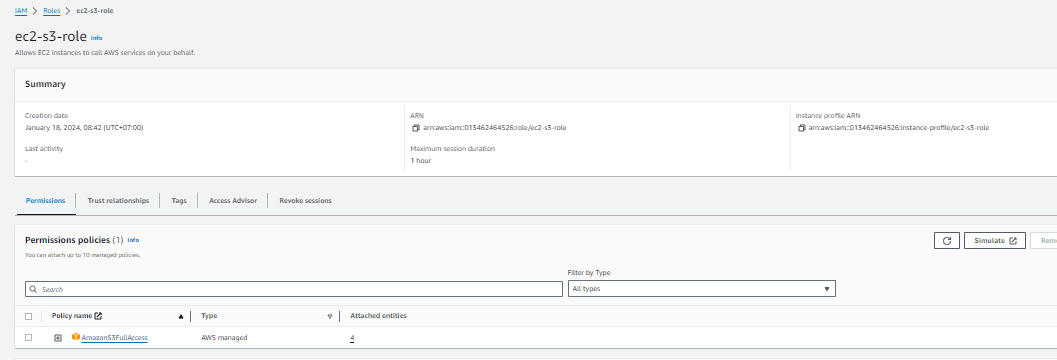 IAM > Roles > ec2-s3-role
ec2-s3-role Info
Allows EC2 instances to call AWS services on your behalf.
Summary
Creation date
January 18, 2024, 08:42 (UTC+07:00)
ARN
arn:aws:iam::013462464526:role/ec2-s3-role
Instance profile ARN
arn:aws:iam::013462464526:instance-profile/ec2-s3-role
Last activity
-
Maximum session duration
1 hour
Permissions Trust relationships Tags Access Advisor Revoke sessions
Permissions policies (1) Info
You can attach up to 10 managed policies.
Simulate
Rem
Filter by Type
Search
All types
Policy name Type Attached entities
AmazonS3FullAccess AWS managed 4